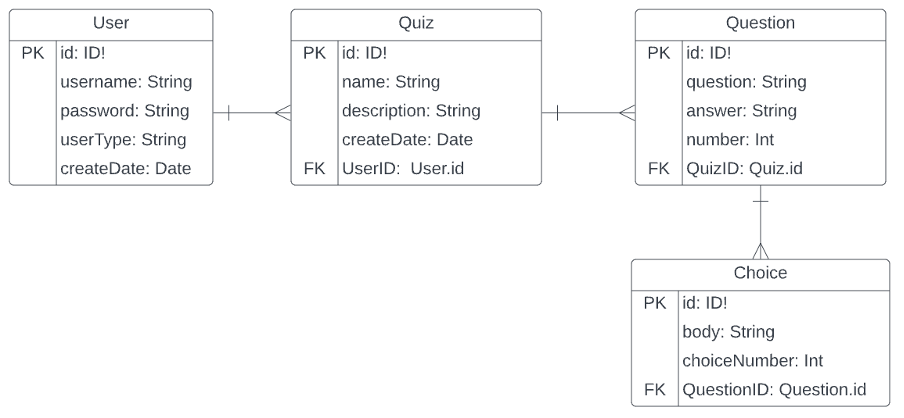 User
PK id: ID!
username: String
password: String
userType: String
createDate: Date
Quiz
PK id: ID!
name: String
description: String
createDate: Date
FK UserID:  User.id
Question
PK id: ID!
question: String
answer: String
number: Int
FK QuizID: Quiz.id
Choice
PK id: ID!
body: String
choiceNumber: Int
FK QuestionID: Question.id